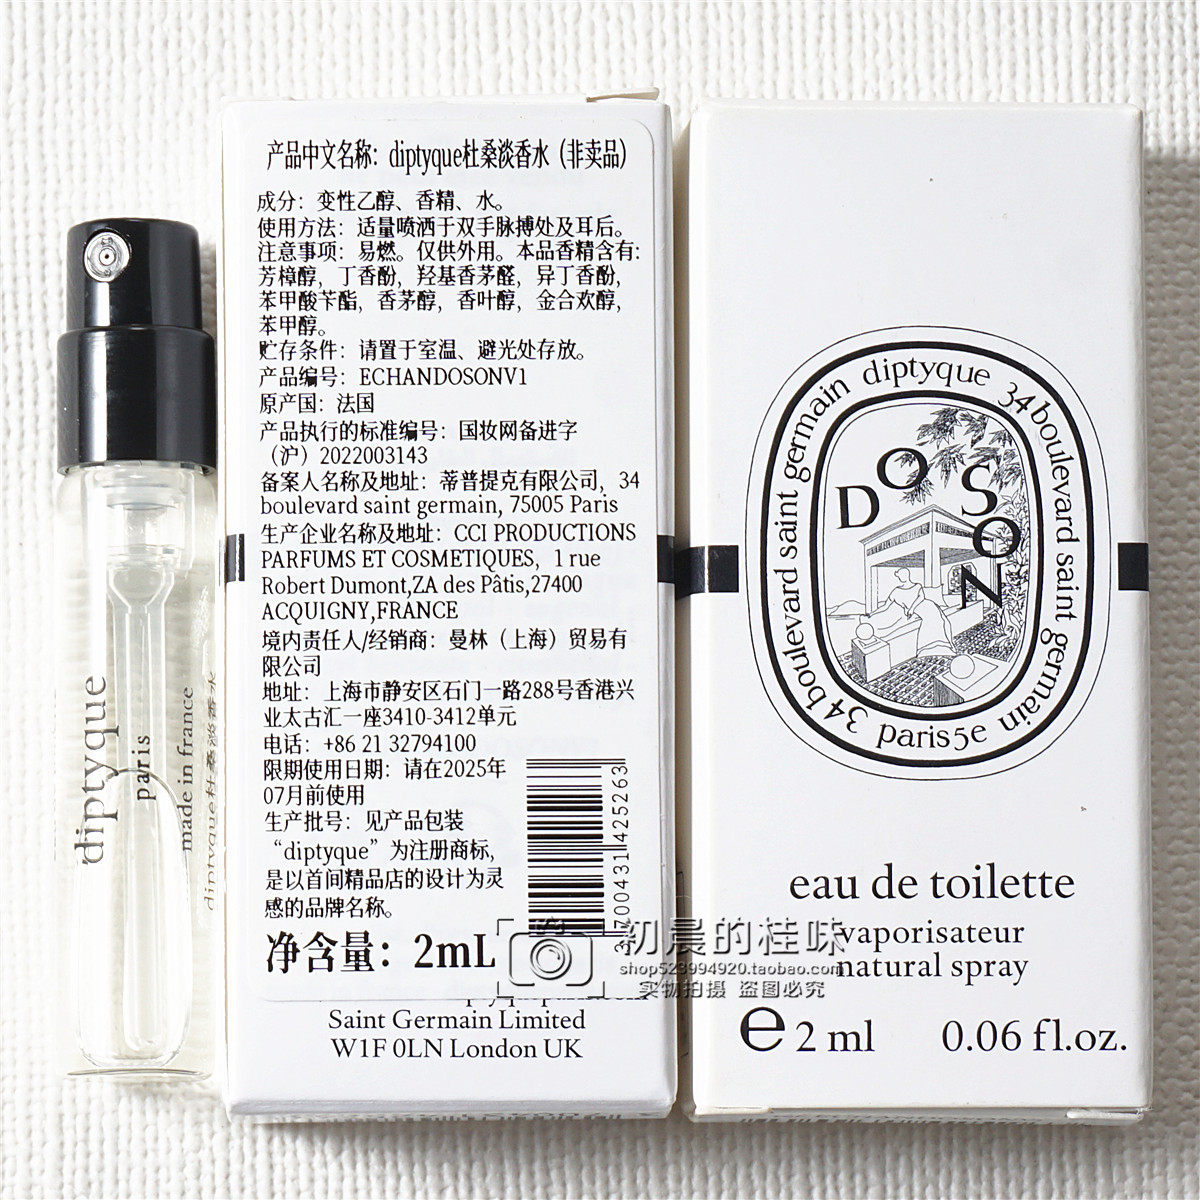 diptyque
paris
made in france
diptyque杜桑淡香水
产品中文名称：diptyque杜桑淡香水（非卖品）
成分：变性乙醇、香精、水。
使用方法：适量喷洒于双手脉搏处及耳后。
注意事项：易燃。仅供外用。本品香精含有：
芳樟醇，丁香酚，羟基香茅醛，异丁香酚，
苯甲酸苄酯，香茅醇，香叶醇，金合欢醇，
苯甲醇。
贮存条件：请置于室温、避光处存放。
产品编号：ECHANDOSONV1
原产国：法国
产品执行的标准编号：国妆网备进字
（沪）2022003143
备案人名称及地址：蒂普提克有限公司，34
boulevard saint germain, 75005 Paris
生产企业名称及地址：CCI PRODUCTIONS
PARFUMS ET COSMETIQUES，1 rue
Robert Dumont,ZA des Pâtis,27400
ACQUIGNY,FRANCE
境内责任人/经销商：曼林（上海）贸易有
限公司
地址：上海市静安区石门一路288号香港兴
业太古汇一座3410-3412单元
电话：+86 21 32794100
限期使用日期：请在2025年
07月前使用
生产批号：见产品包装
“diptyque”为注册商标，
是以首间精品店的设计为灵
感的品牌名称。
净含量：2mL
3 700431 425263
Saint Germain Limited
W1F 0LN London UK
diptyque 34 boulevard saint germain paris 5e 34 boulevard saint germain
DO SON
eau de toilette
vaporisateur
natural spray
e 2 ml 0.06 fl.oz.
初晨的桂味
shop523994920.taobao.com
实物拍摄 盗图必究